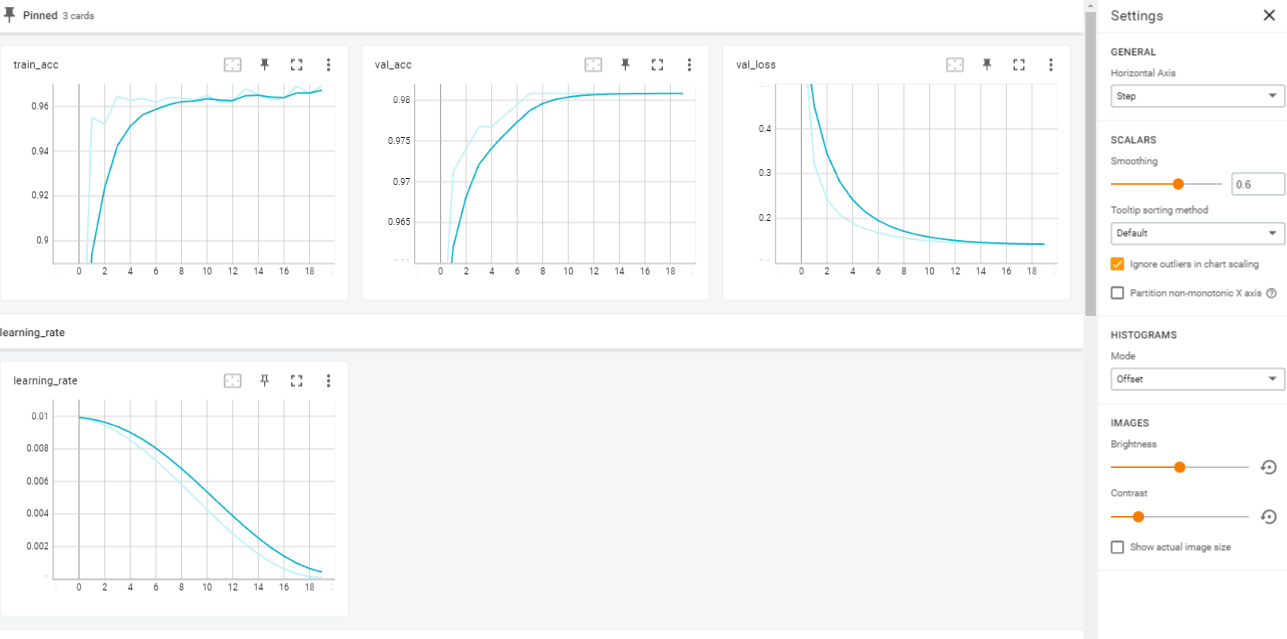 Pinned 3 cards
train_acc
0.96
0.94
0.92
0.9
0 2 4 6 8 10 12 14 16 18
val_acc
0.98
0.975
0.97
0.965
0 2 4 6 8 10 12 14 16 18
val_loss
0.4
0.3
0.2
0 2 4 6 8 10 12 14 16 18
learning_rate
learning_rate
0.01
0.008
0.006
0.004
0.002
0 2 4 6 8 10 12 14 16 18
Settings
GENERAL
Horizontal Axis
Step
SCALARS
Smoothing
0.6
Tooltip sorting method
Default
Ignore outliers in chart scaling
Partition non-monotonic X axis
HISTOGRAMS
Mode
Offset
IMAGES
Brightness
Contrast
Show actual image size